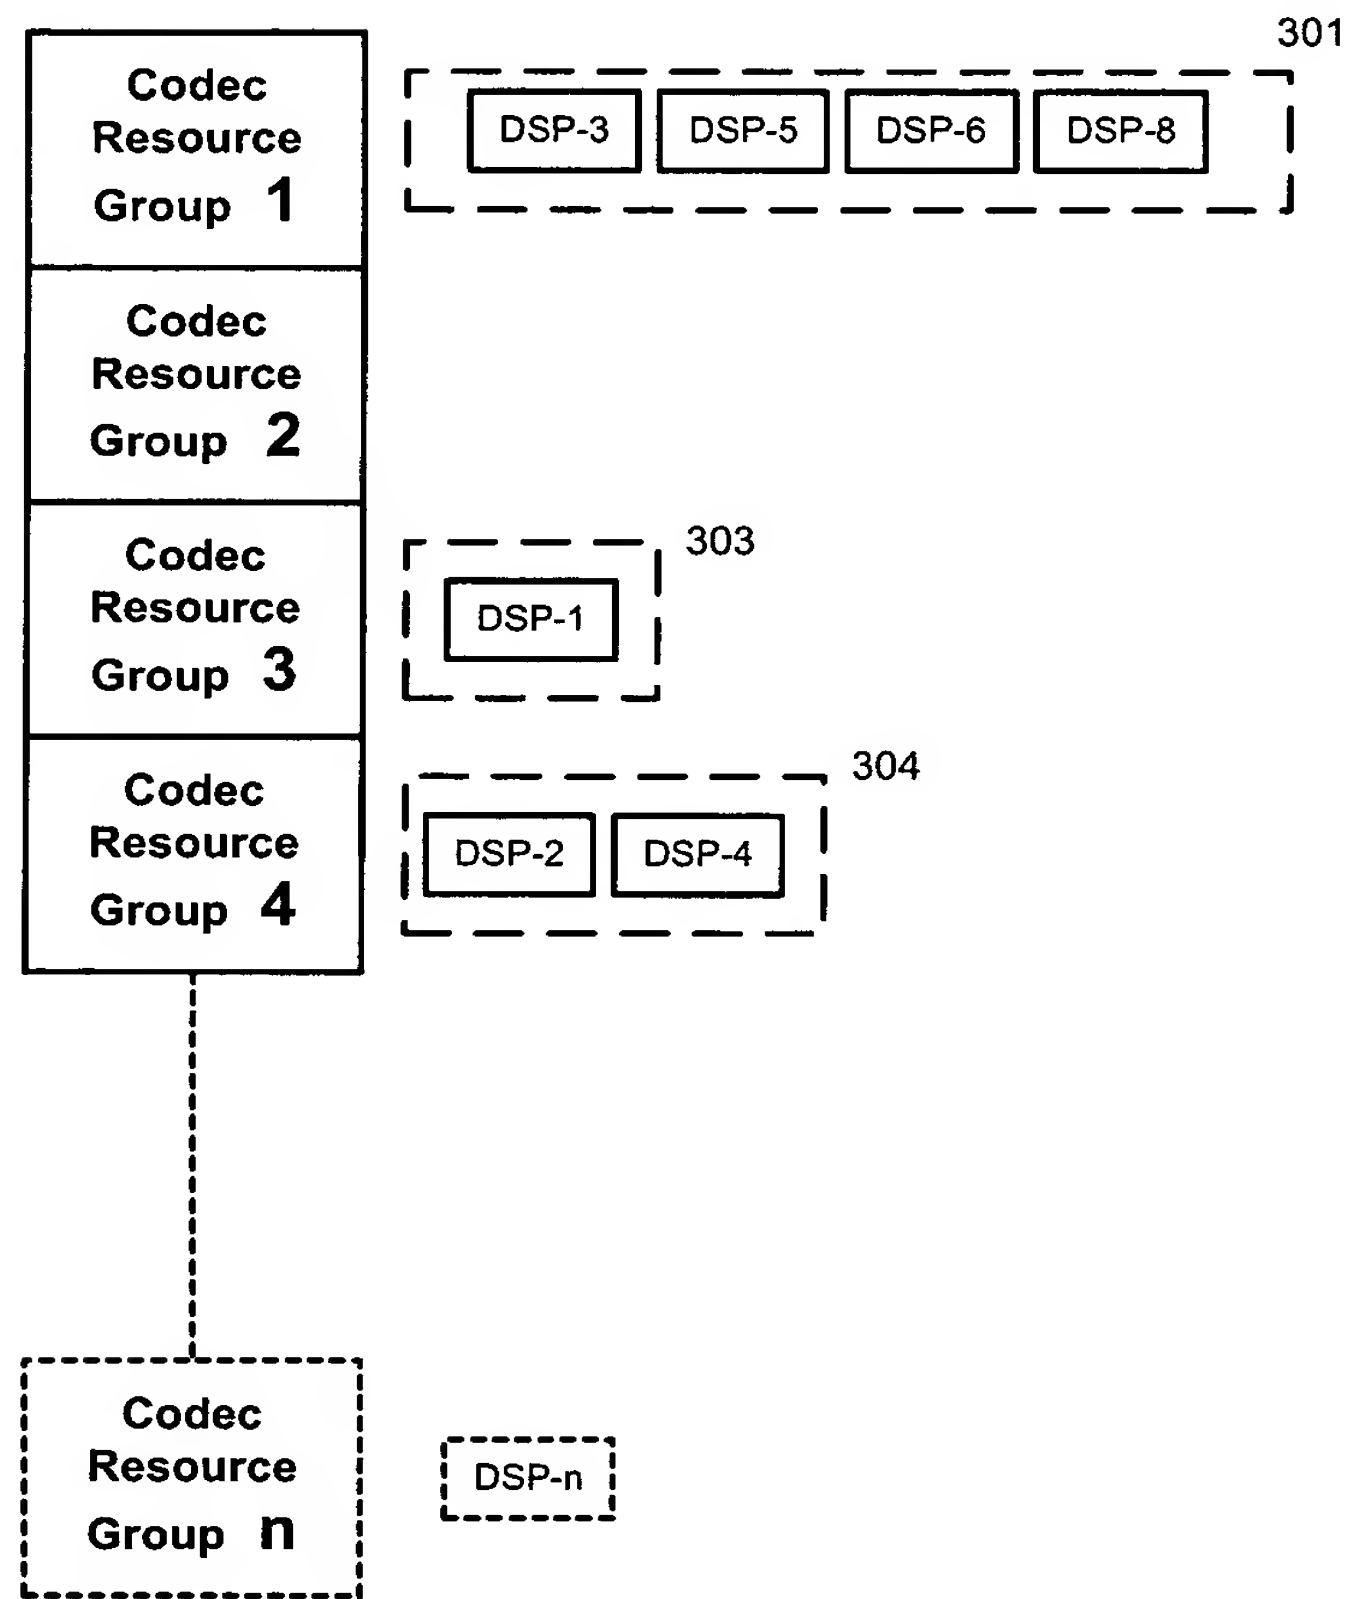 301
Codec
Resource
Group 1
DSP-3 DSP-5 DSP-6 DSP-8
Codec
Resource
Group 2
Codec
Resource
Group 3
303
DSP-1
Codec
Resource
Group 4
304
DSP-2 DSP-4
Codec
Resource
Group n
DSP-n